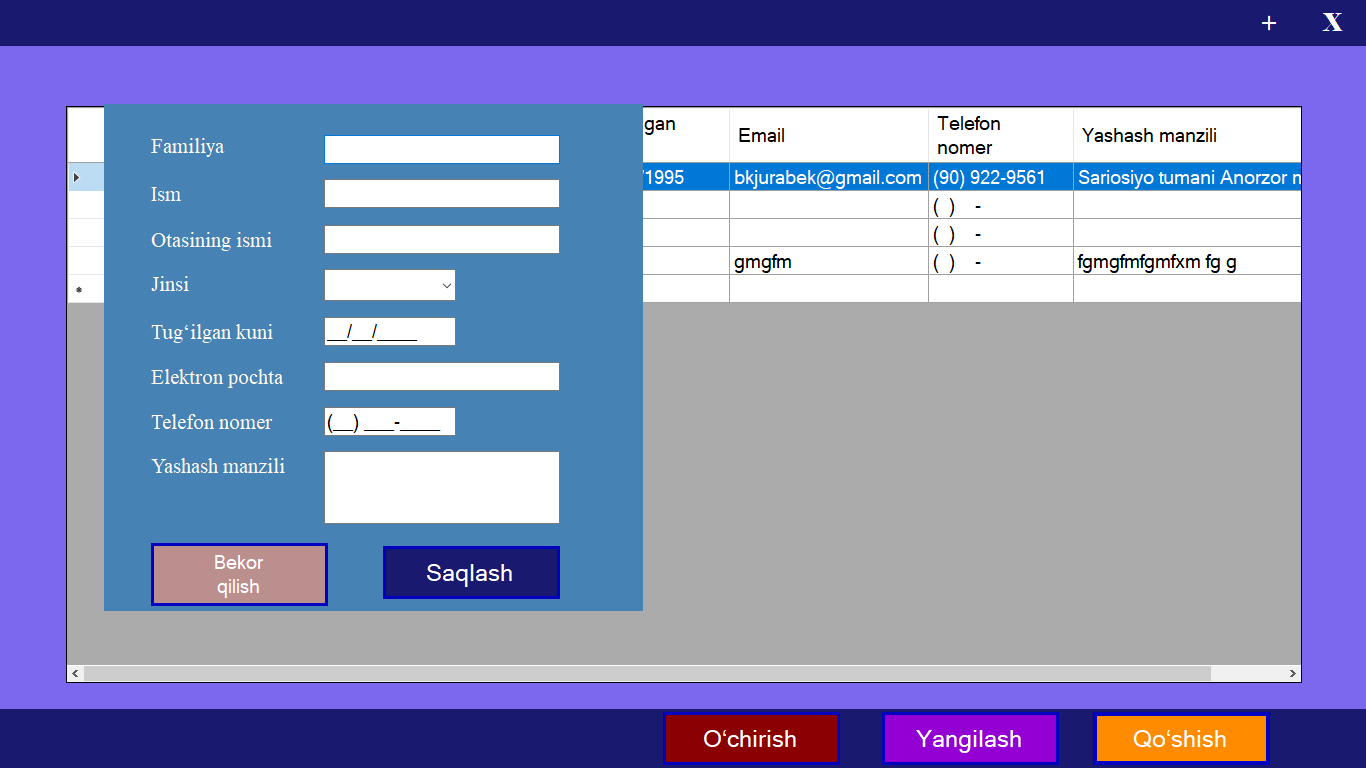 + X
gan
Email
Telefon
nomer
Yashash manzili
/1995 bkjurabek@gmail.com (90) 922-9561 Sariosiyo tumani Anorzor
( ) -
( ) -
gmgfm ( ) - fgmgfmfgmfxm fg g
Familiya
Ism
Otasining ismi
Jinsi
Tug‘ilgan kuni __/__/____
Elektron pochta
Telefon nomer (__) ___-____
Yashash manzili
Bekor
qilish
Saqlash
O‘chirish Yangilash Qo‘shish